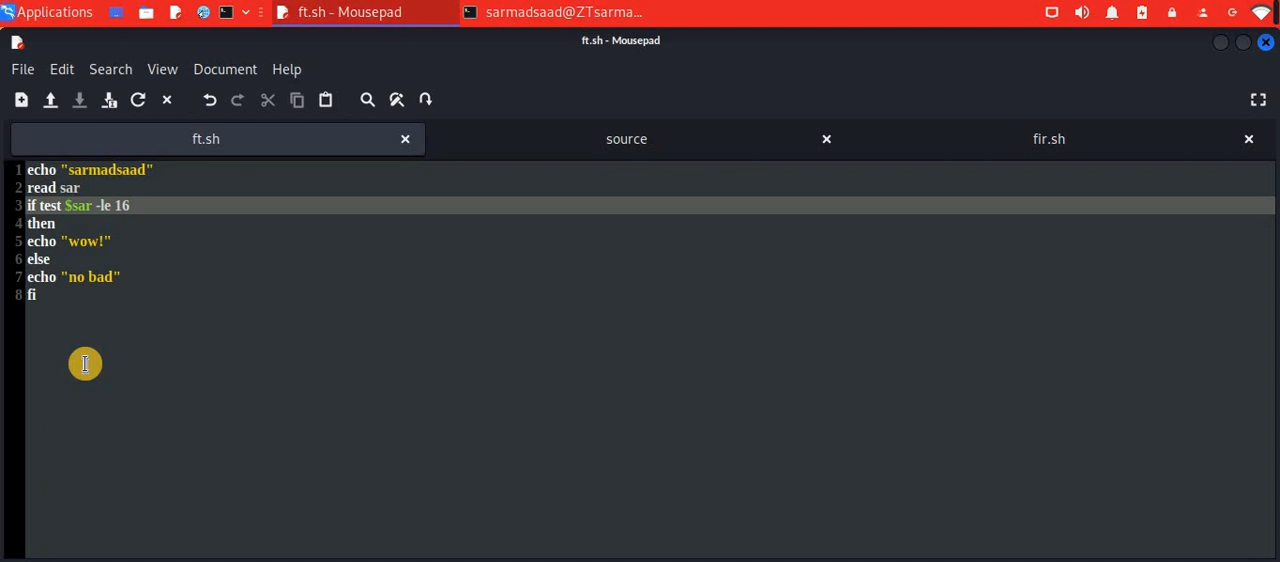 Applications
ft.sh - Mousepad
sarmadsaad@ZTsarma...
ft.sh - Mousepad
File Edit Search View Document Help
ft.sh
source
fir.sh
1 echo "sarmadsaad"
2 read sar
3 if test $sar -le 16
4 then
5 echo "wow!"
6 else
7 echo "no bad"
8 fi